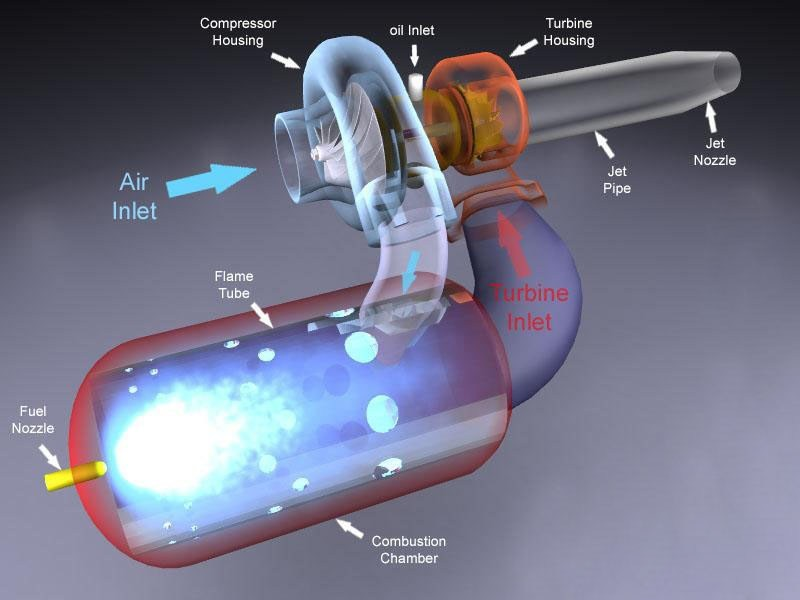 Compressor
Housing
oil Inlet
Turbine
Housing
Jet
Nozzle
Jet
Pipe
Air
Inlet
Flame
Tube
Turbine
Inlet
Fuel
Nozzle
Combustion
Chamber